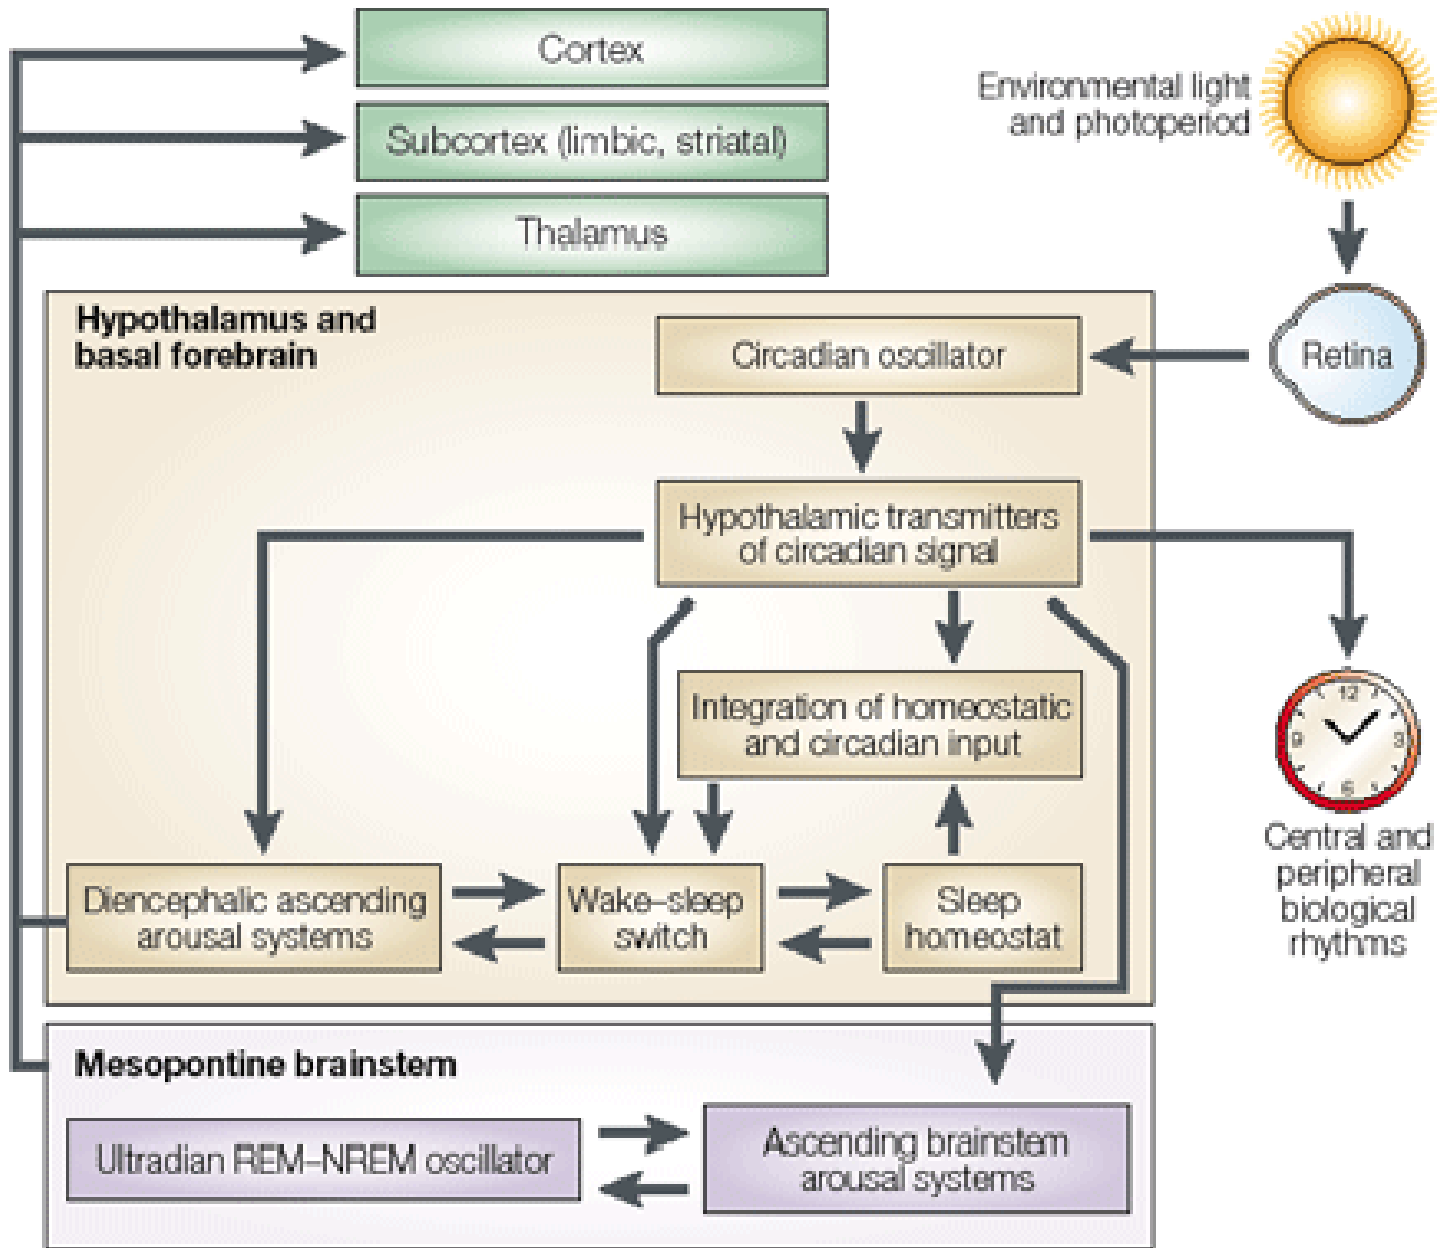 Cortex
Subcortex (limbic, striatal)
Thalamus
Environmental light
and photoperiod
Retina
Hypothalamus and
basal forebrain
Circadian oscillator
Hypothalamic transmitters
of circadian signal
Integration of homeostatic
and circadian input
12
9
3
6
Central and
peripheral
biological
rhythms
Diencephalic ascending
arousal systems
Wake–sleep
switch
Sleep
homeostat
Mesopontine brainstem
Ultradian REM–NREM oscillator
Ascending brainstem
arousal systems